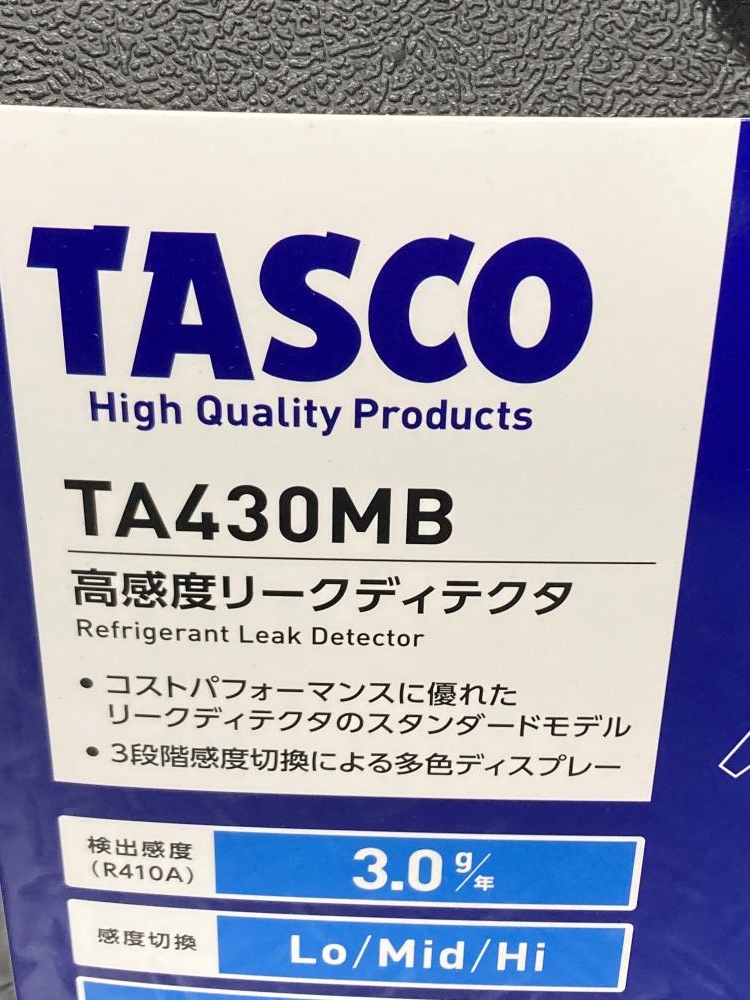 TASCO
High Quality Products
TA430MB
高感度リークディテクタ
Refrigerant Leak Detector
• コストパフォーマンスに優れた
リークディテクタのスタンダードモデル
• 3段階感度切換による多色ディスプレー
検出感度
(R410A)
3.0 g/年
感度切換
Lo/Mid/Hi